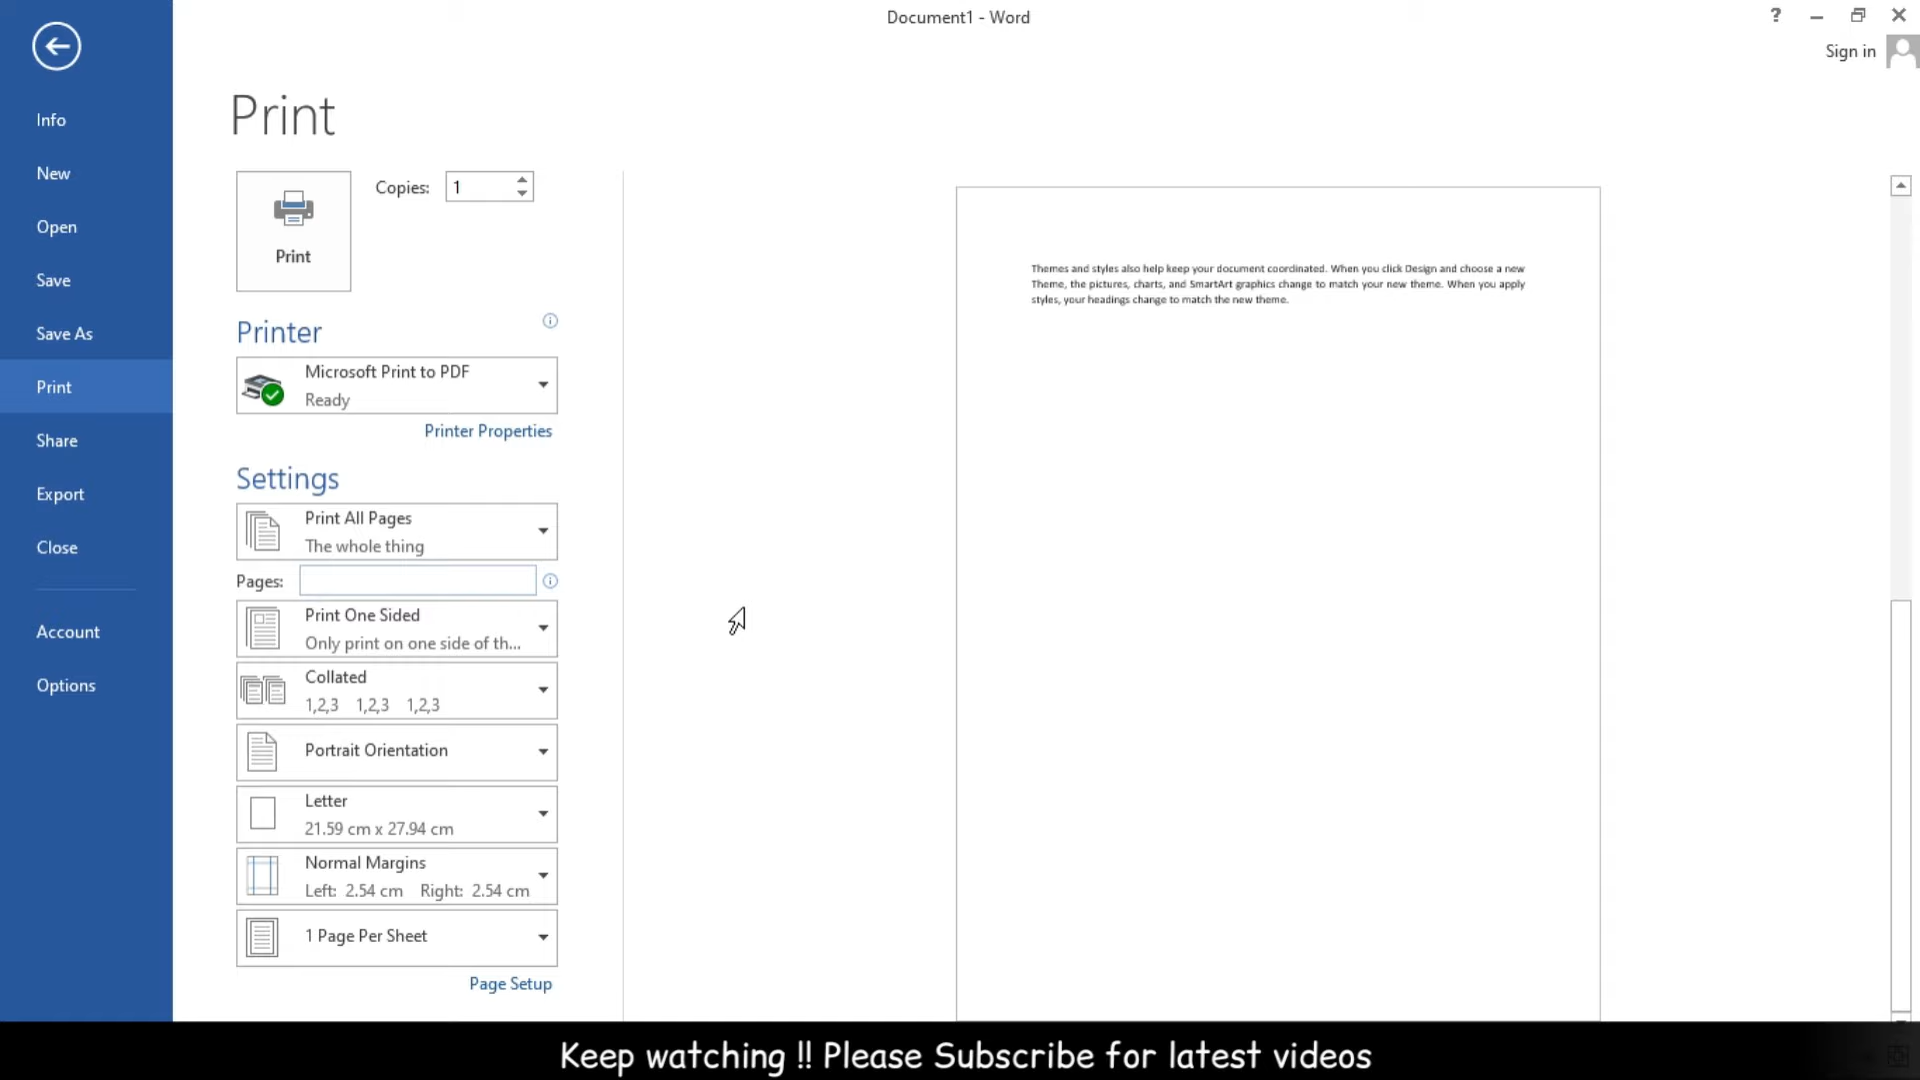 Document1 - Word
?
Sign in
Info
New
Open
Save
Save As
Print
Share
Export
Close
Account
Options
Print
Print
Copies: 1
Printer
Microsoft Print to PDF
Ready
Printer Properties
Settings
Print All Pages
The whole thing
Pages:
Print One Sided
Only print on one side of th...
Collated
1,2,3 1,2,3 1,2,3
Portrait Orientation
Letter
21.59 cm x 27.94 cm
Normal Margins
Left: 2.54 cm Right: 2.54 cm
1 Page Per Sheet
Page Setup
Themes and styles also help keep your document coordinated. When you click Design and choose a new
Theme, the pictures, charts, and SmartArt graphics change to match your new theme. When you apply
styles, your headings change to match the new theme.
Keep watching !! Please Subscribe for latest videos